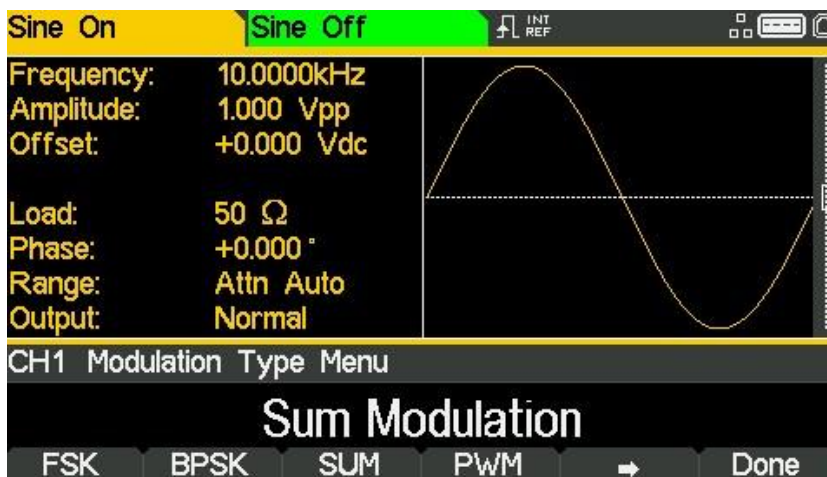 Sine On
Sine Off
INT
REF
Frequency: 10.0000kHz
Amplitude: 1.000 Vpp
Offset: +0.000 Vdc
Load: 50 Ω
Phase: +0.000 °
Range: Attn Auto
Output: Normal
CH1 Modulation Type Menu
Sum Modulation
FSK BPSK SUM PWM ➡ Done